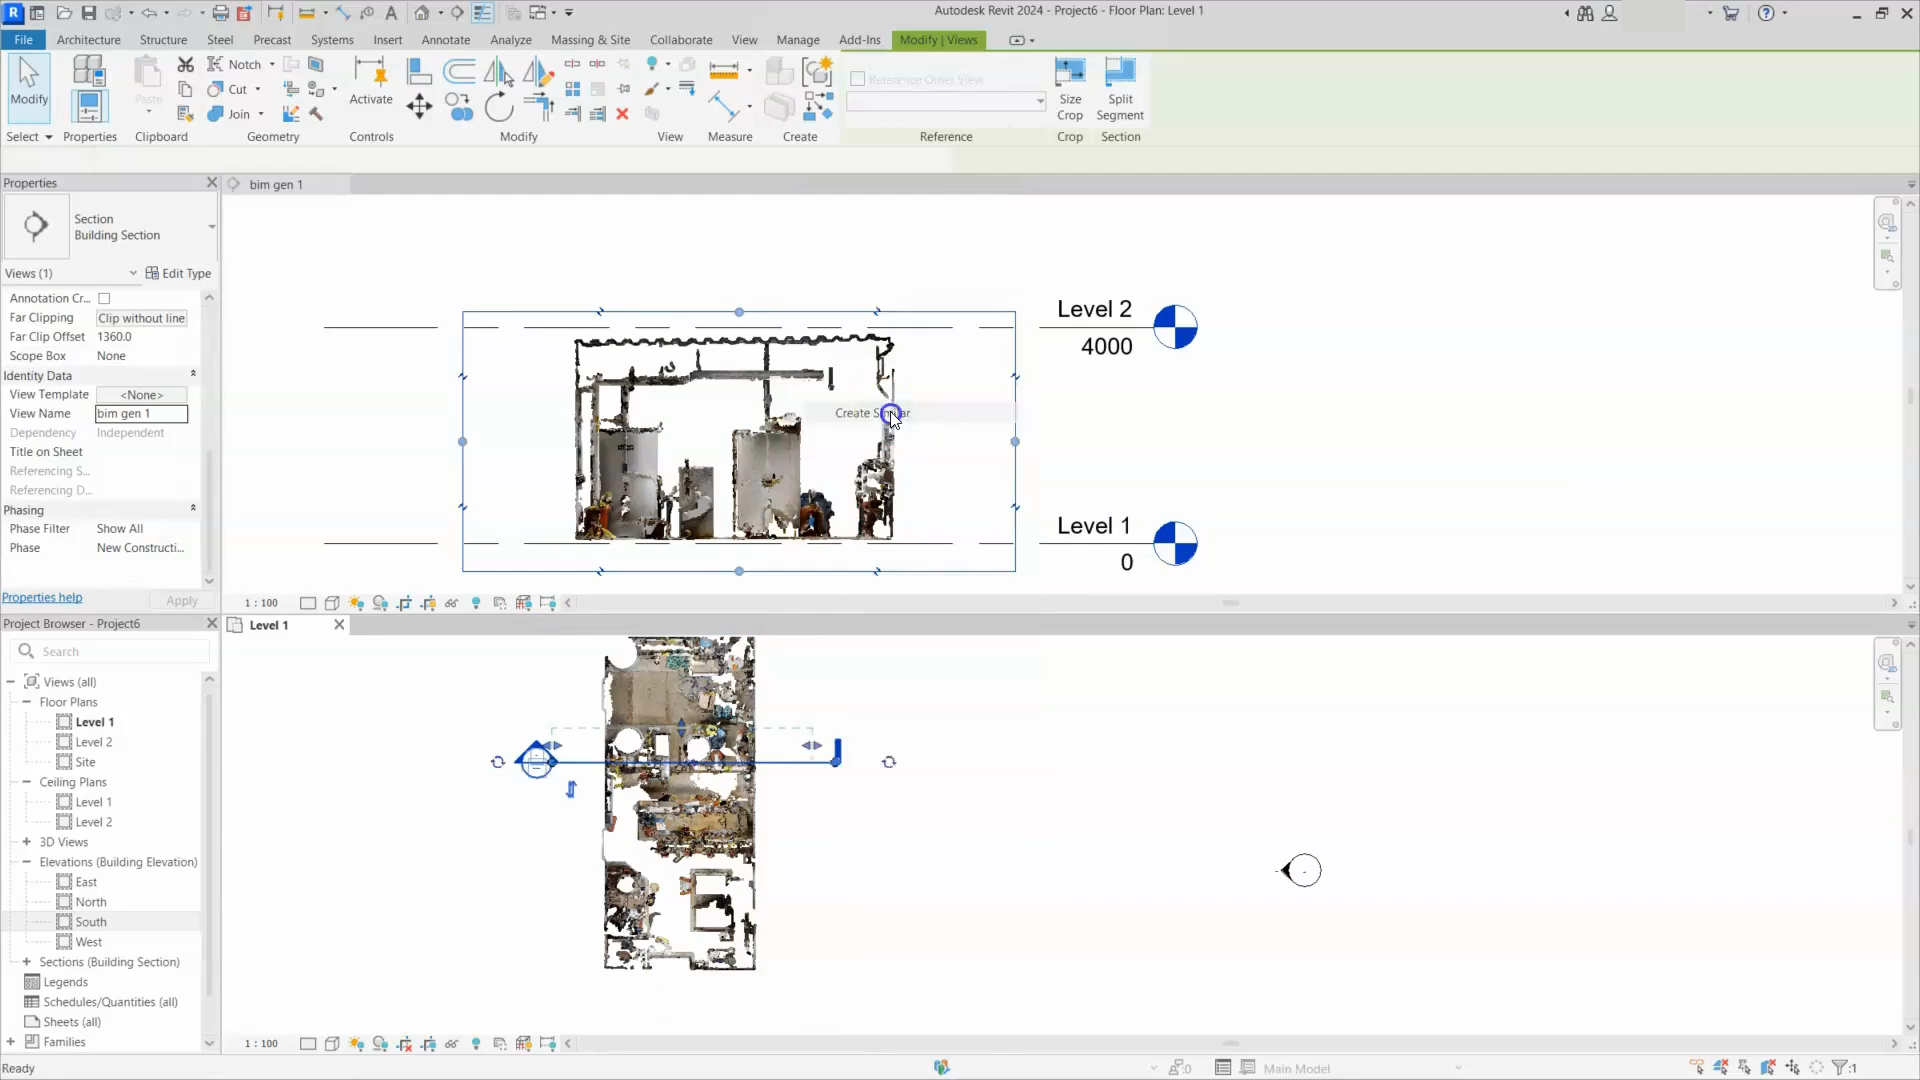 Autodesk Revit 2024 - Project6 - Floor Plan: Level 1
File Architecture Structure Steel Precast Systems Insert Annotate Analyze Massing & Site Collaborate View Manage Add-Ins Modify | Views
Modify
Paste
Notch
Cut
Join
Activate
Reference Other View
Size Crop
Split Segment
Select Properties Clipboard Geometry Controls Modify View Measure Create Reference Crop Section
Properties
bim gen 1
Section
Building Section
Views (1) Edit Type
Annotation Cr...
Far Clipping Clip without line
Far Clip Offset 1360.0
Scope Box None
Identity Data
View Template <None>
View Name bim gen 1
Dependency Independent
Title on Sheet
Referencing S...
Referencing D...
Phasing
Phase Filter Show All
Phase New Constructi...
Properties help Apply
Level 2
4000
Create Similar
Level 1
0
1 : 100
Project Browser - Project6
Search
Views (all)
Floor Plans
Level 1
Level 2
Site
Ceiling Plans
Level 1
Level 2
3D Views
Elevations (Building Elevation)
East
North
South
West
Sections (Building Section)
Legends
Schedules/Quantities (all)
Sheets (all)
Families
Level 1
1 : 100
Ready
:0
Main Model
:1